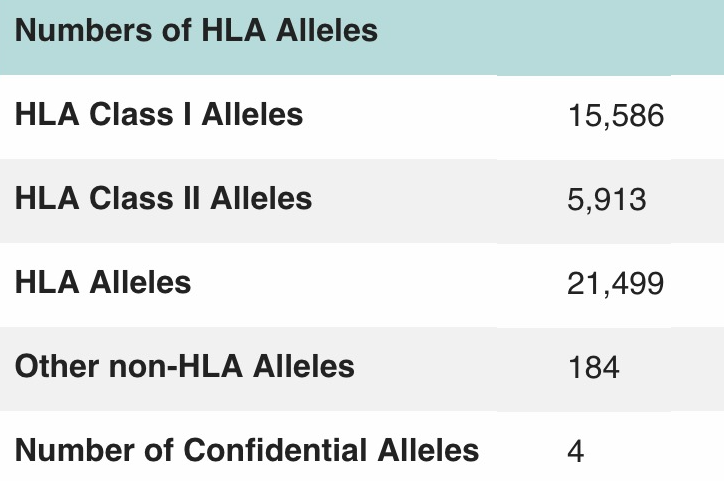 Numbers of HLA Alleles
HLA Class I Alleles 15,586
HLA Class II Alleles 5,913
HLA Alleles 21,499
Other non-HLA Alleles 184
Number of Confidential Alleles 4